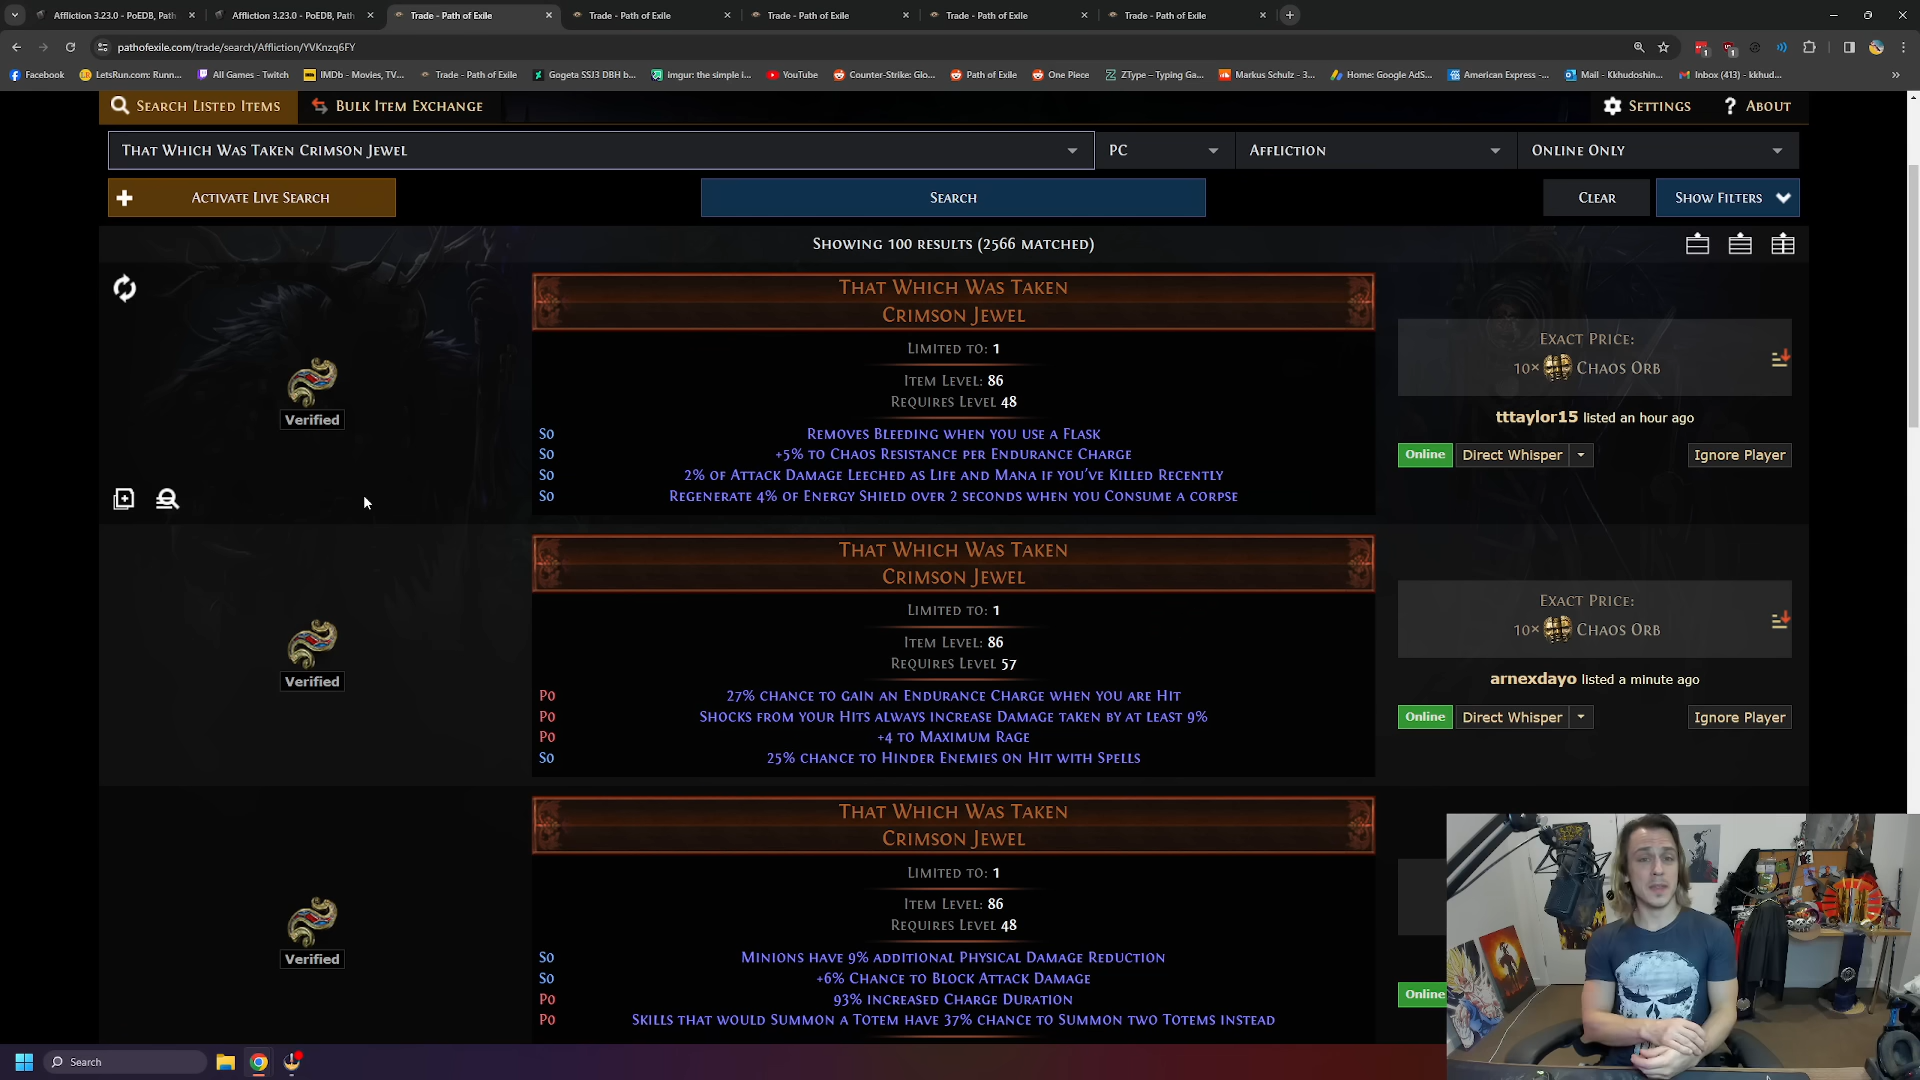 Affliction 3.23.0 - PoEDB, Path
Affliction 3.23.0 - PoEDB, Path
Trade - Path of Exile
Trade - Path of Exile
Trade - Path of Exile
Trade - Path of Exile
Trade - Path of Exile
pathofexile.com/trade/search/Affliction/YVKnzq6FY
Facebook
LetsRun.com: Runn...
All Games - Twitch
IMDb - Movies, TV...
Trade - Path of Exile
Gogeta SSJ3 DBH b...
Imgur: the simple i...
YouTube
Counter-Strike: Glo...
Path of Exile
One Piece
ZType – Typing Ga...
Markus Schulz - 3...
Home: Google AdS...
American Express -...
Mail - Kkhudoshin...
Inbox (413) - kkhud...
Search Listed Items
Bulk Item Exchange
Settings
? About
That Which Was Taken Crimson Jewel
PC
Affliction
Online Only
Activate Live Search
Search
Clear
Show Filters
Showing 100 results (2566 matched)
That Which Was Taken
Crimson Jewel
Limited to: 1
Item Level: 86
Requires Level 48
S0 Removes Bleeding when you use a Flask
S0 +5% to Chaos Resistance per Endurance Charge
S0 2% of Attack Damage Leeched as Life and Mana if you've Killed Recently
S0 Regenerate 4% of Energy Shield over 2 seconds when you Consume a corpse
Verified
Exact Price:
10× Chaos Orb
tttaylor15 listed an hour ago
Online Direct Whisper Ignore Player
That Which Was Taken
Crimson Jewel
Limited to: 1
Item Level: 86
Requires Level 57
P0 27% chance to gain an Endurance Charge when you are Hit
P0 Shocks from your Hits always increase Damage taken by at least 9%
P0 +4 to Maximum Rage
S0 25% chance to Hinder Enemies on Hit with Spells
Verified
Exact Price:
10× Chaos Orb
arnexdayo listed a minute ago
Online Direct Whisper Ignore Player
That Which Was Taken
Crimson Jewel
Limited to: 1
Item Level: 86
Requires Level 48
S0 Minions have 9% additional Physical Damage Reduction
S0 +6% Chance to Block Attack Damage
P0 93% increased Charge Duration
P0 Skills that would Summon a Totem have 37% chance to Summon two Totems instead
Verified
Online
Search